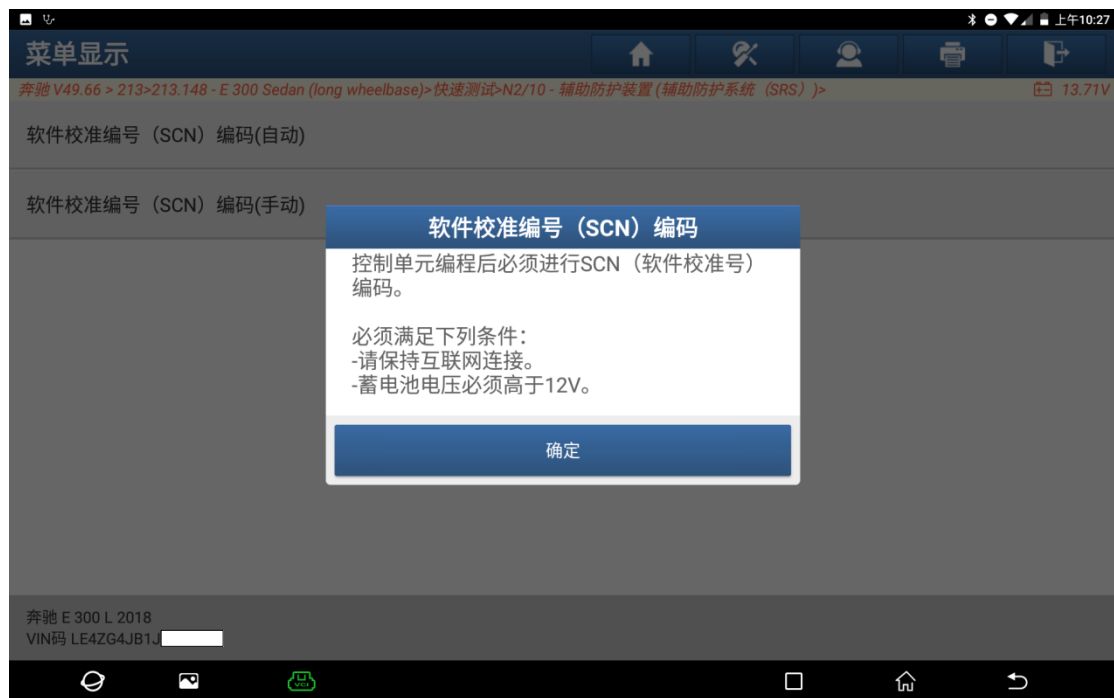 上午10:27
菜单显示
奔驰 V49.66 > 213>213.148 - E 300 Sedan (long wheelbase)>快速测试>N2/10 - 辅助防护装置 (辅助防护系统（SRS）)>
13.71V
软件校准编号（SCN）编码(自动)
软件校准编号（SCN）编码(手动)
软件校准编号（SCN）编码
控制单元编程后必须进行SCN（软件校准号）
编码。
必须满足下列条件：
-请保持互联网连接。
-蓄电池电压必须高于12V。
确定
奔驰 E 300 L 2018
VIN码 LE4ZG4JB1J
VCI